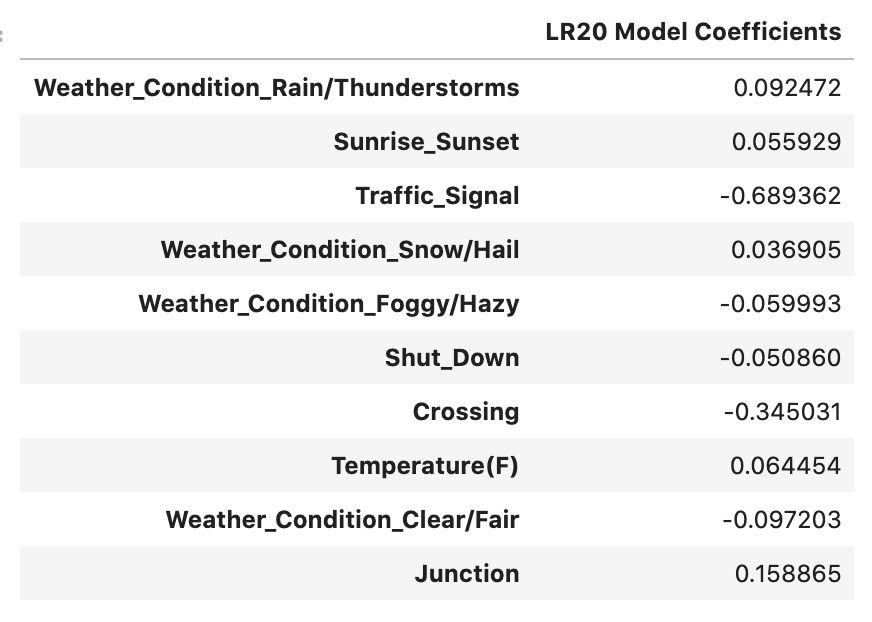 LR20 Model Coefficients
Weather_Condition_Rain/Thunderstorms 0.092472
Sunrise_Sunset 0.055929
Traffic_Signal -0.689362
Weather_Condition_Snow/Hail 0.036905
Weather_Condition_Foggy/Hazy -0.059993
Shut_Down -0.050860
Crossing -0.345031
Temperature(F) 0.064454
Weather_Condition_Clear/Fair -0.097203
Junction 0.158865